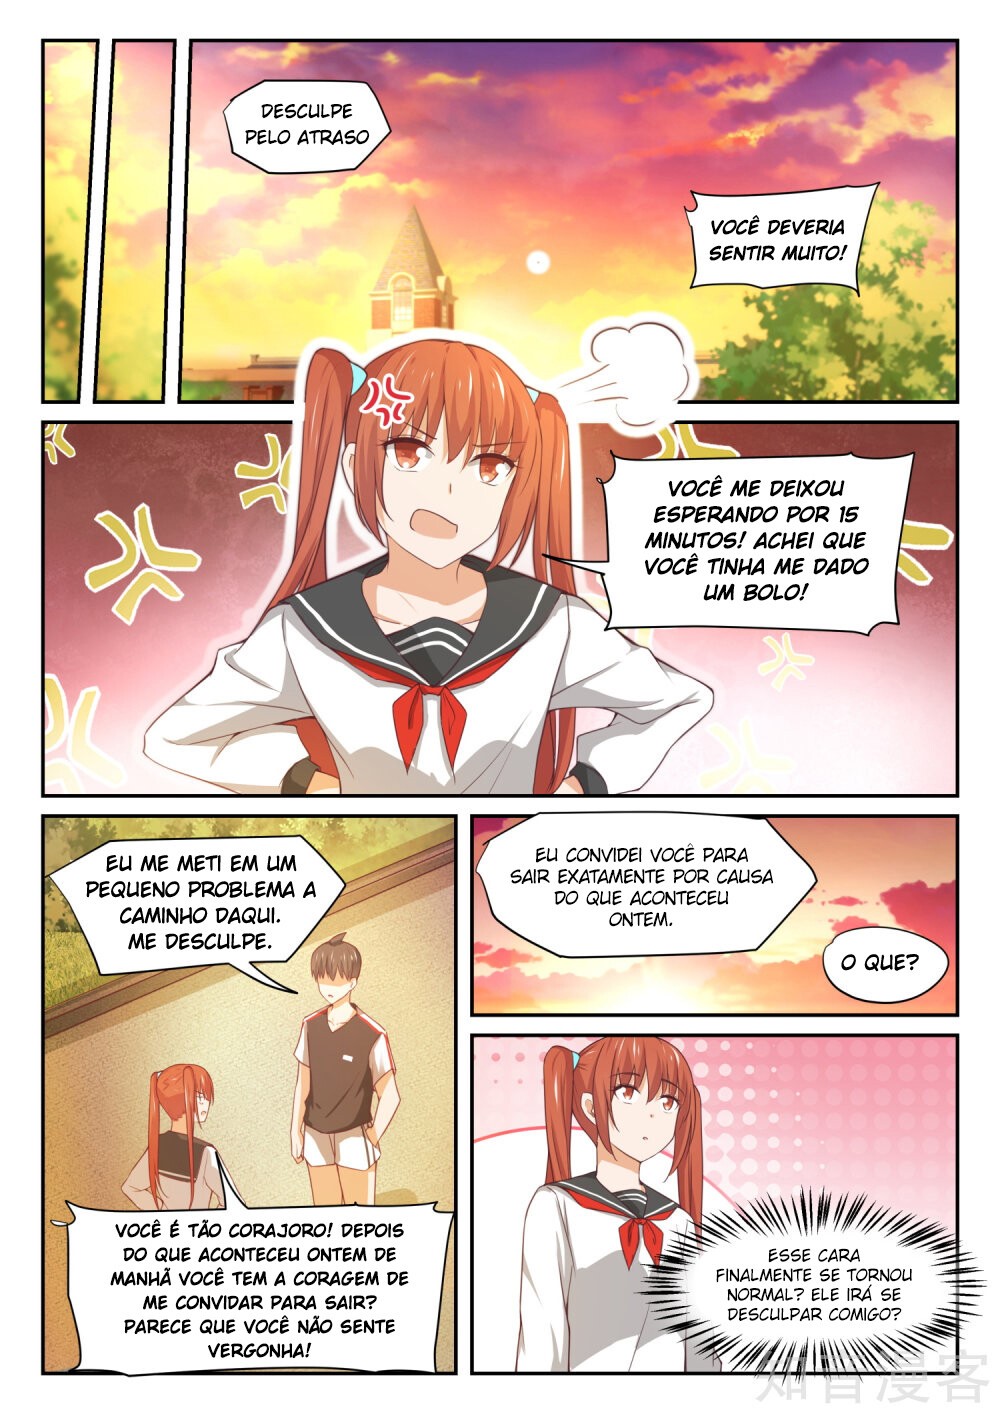 DESCULPE
PELO ATRASO
VOCÊ DEVERIA
SENTIR MUITO!
VOCÊ ME DEIXOU
ESPERANDO POR 15
MINUTOS! ACHEI QUE
VOCÊ TINHA ME DADO
UM BOLO!
EU ME METI EM UM
PEQUENO PROBLEMA A
CAMINHO DAQUI.
ME DESCULPE.
VOCÊ É TÃO CORAJORO! DEPOIS
DO QUE ACONTECEU ONTEM DE
MANHÃ VOCÊ TEM A CORAGEM DE
ME CONVIDAR PARA SAIR?
PARECE QUE VOCÊ NÃO SENTE
VERGONHA!
EU CONVIDEI VOCÊ PARA
SAIR EXATAMENTE POR CAUSA
DO QUE ACONTECEU
ONTEM.
O QUE?
ESSE CARA
FINALMENTE SE TORNOU
NORMAL? ELE IRÁ SE
DESCULPAR COMIGO?
知音漫客